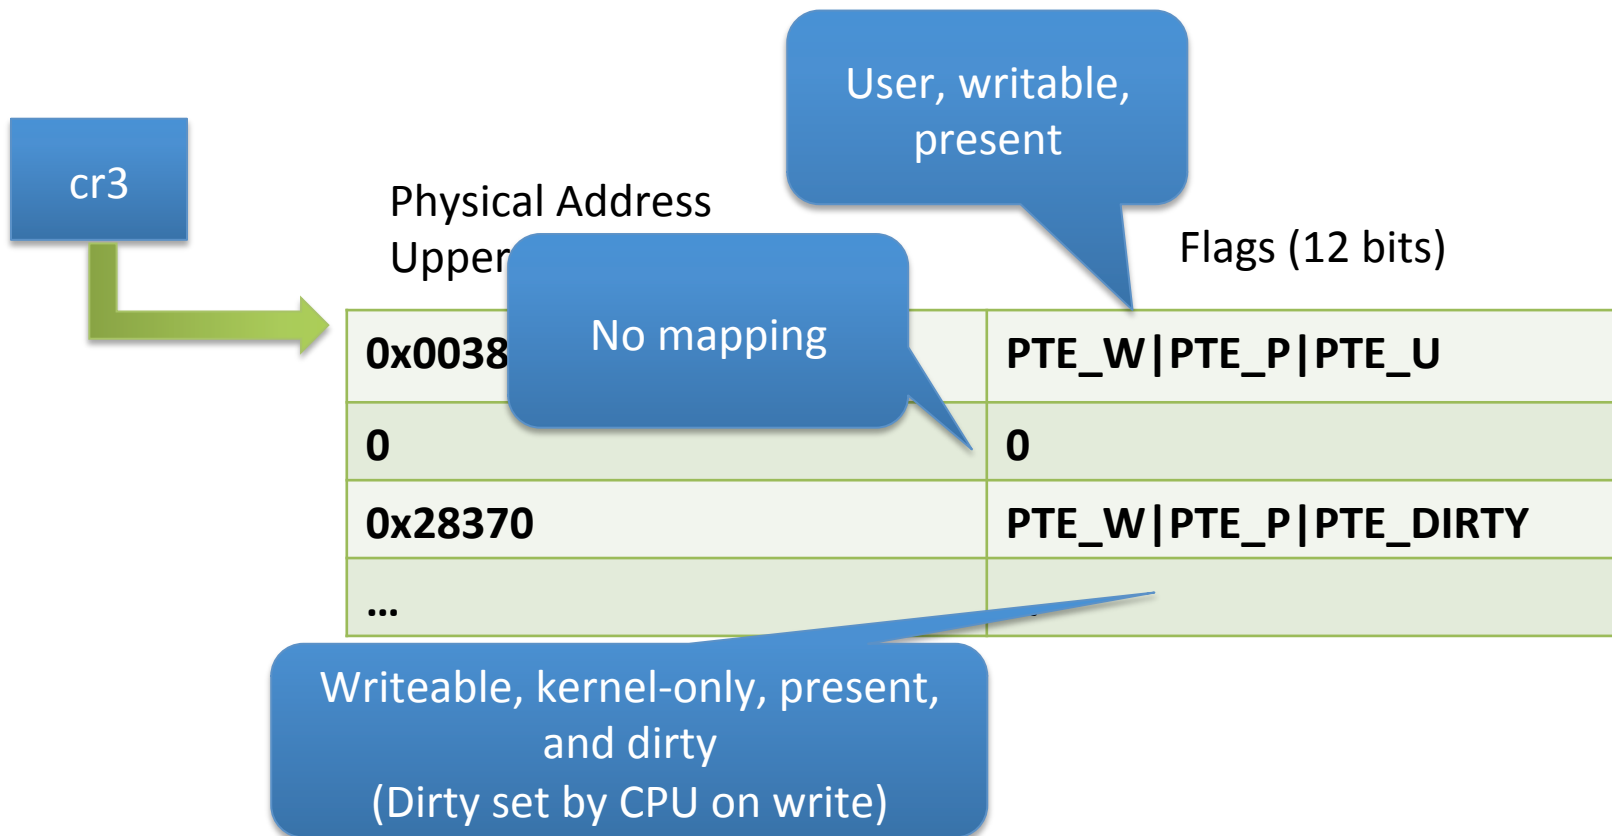 User, writable,
present
cr3
Physical Address
Upper
Flags (12 bits)
No mapping
0x0038
PTE_W|PTE_P|PTE_U
0
0
0x28370
PTE_W|PTE_P|PTE_DIRTY
…
Writeable, kernel-only, present,
and dirty
(Dirty set by CPU on write)